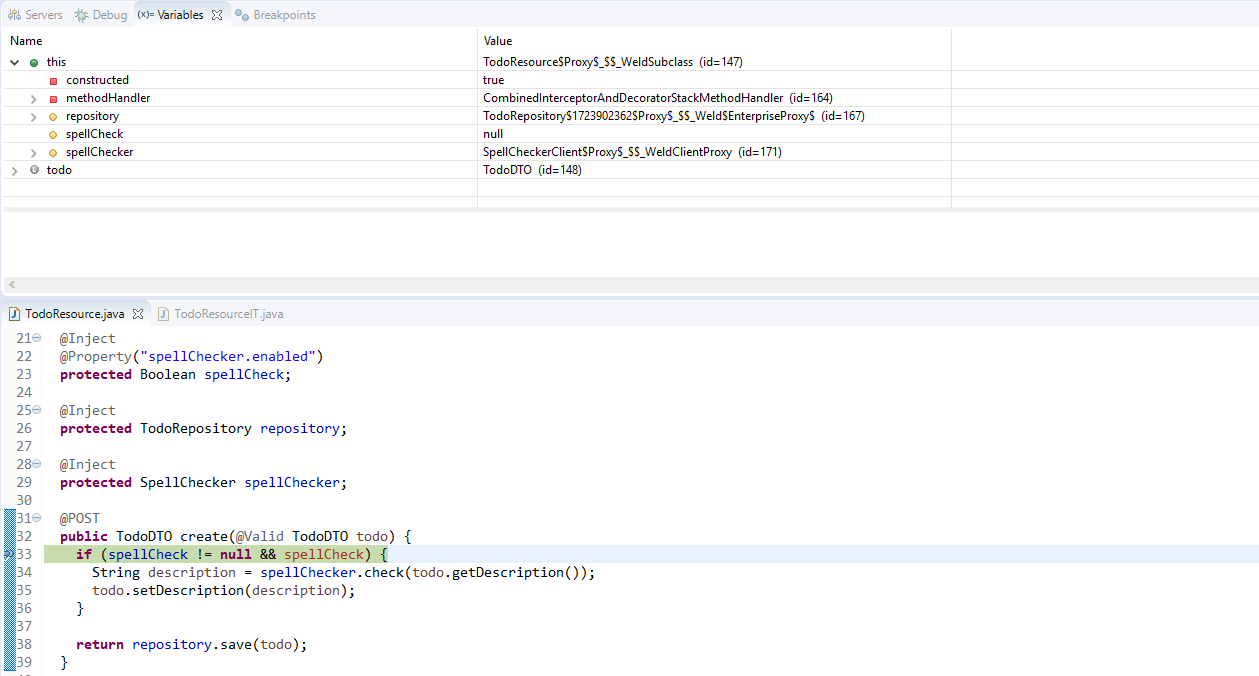 Servers Debug (x)= Variables Breakpoints
Name Value
this TodoResource$Proxy$_$$_WeldSubclass (id=147)
constructed true
methodHandler CombinedInterceptorAndDecoratorStackMethodHandler (id=164)
repository TodoRepository$1723902362$Proxy$_$$_Weld$EnterpriseProxy$ (id=167)
spellCheck null
spellChecker SpellCheckerClient$Proxy$_$$_WeldClientProxy (id=171)
todo TodoDTO (id=148)
TodoResource.java TodoResourceIT.java
21 @Inject
22 @Property("spellChecker.enabled")
23 protected Boolean spellCheck;
24
25 @Inject
26 protected TodoRepository repository;
27
28 @Inject
29 protected SpellChecker spellChecker;
30
31 @POST
32 public TodoDTO create(@Valid TodoDTO todo) {
33 if (spellCheck != null && spellCheck) {
34 String description = spellChecker.check(todo.getDescription());
35 todo.setDescription(description);
36 }
37
38 return repository.save(todo);
39 }